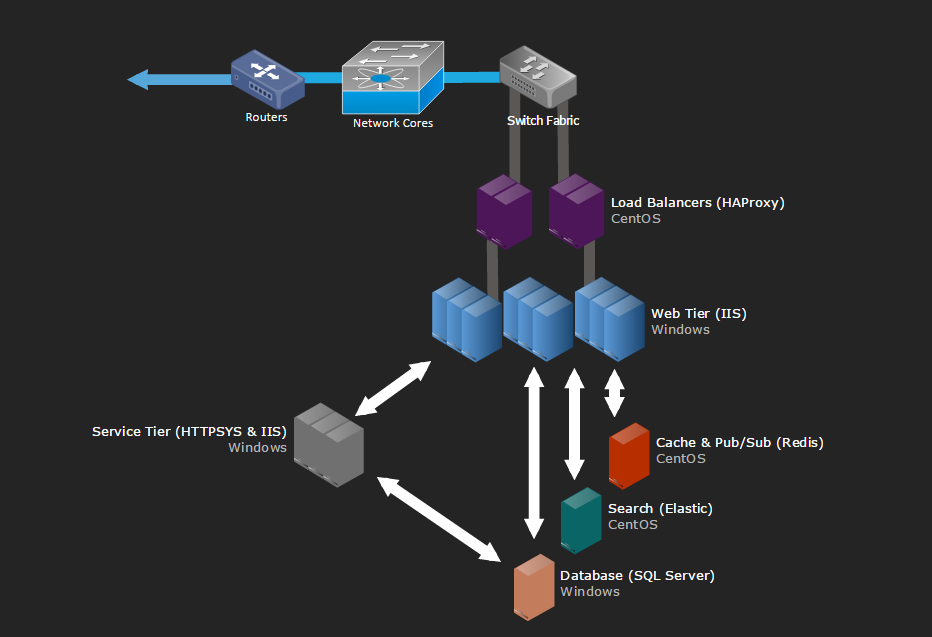 Routers
Network Cores
Switch Fabric
Load Balancers (HAProxy)
CentOS
Web Tier (IIS)
Windows
Service Tier (HTTPSYS & IIS)
Windows
Cache & Pub/Sub (Redis)
CentOS
Search (Elastic)
CentOS
Database (SQL Server)
Windows